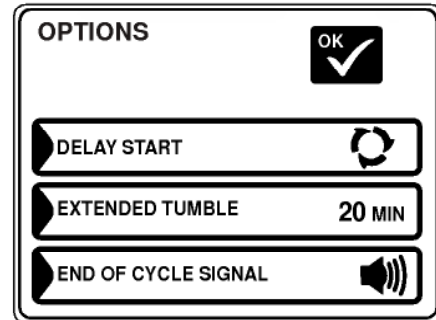 OPTIONS
OK
DELAY START
EXTENDED TUMBLE 20 MIN
END OF CYCLE SIGNAL